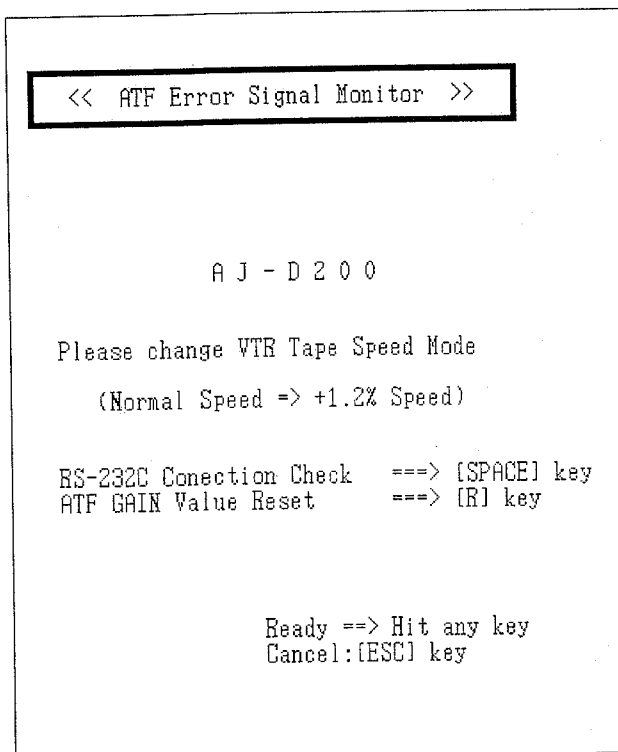 << ATF Error Signal Monitor >>
A J - D 2 0 0
Please change VTR Tape Speed Mode
(Normal Speed => +1.2% Speed)
RS-232C Conection Check ===> [SPACE] key
ATF GAIN Value Reset ===> [R] key
Ready ==> Hit any key
Cancel:[ESC] key